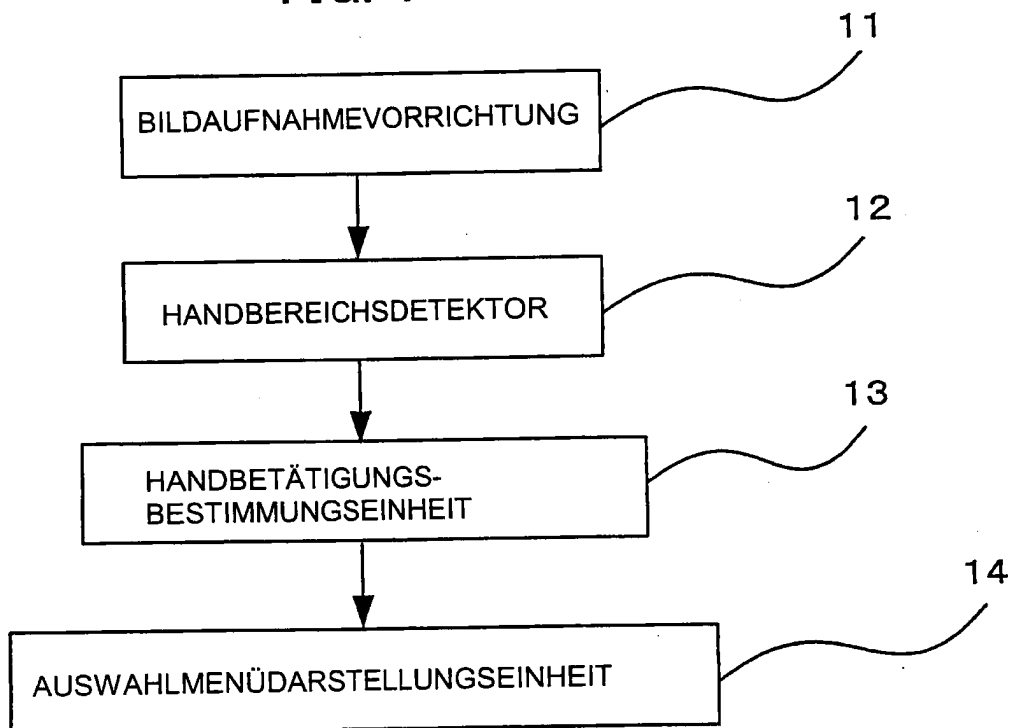 11
BILDAUFNAHMEVORRICHTUNG
12
HANDBEREICHSDETEKTOR
13
HANDBETÄTIGUNGS-
BESTIMMUNGSEINHEIT
14
AUSWAHLMENÜDARSTELLUNGSEINHEIT